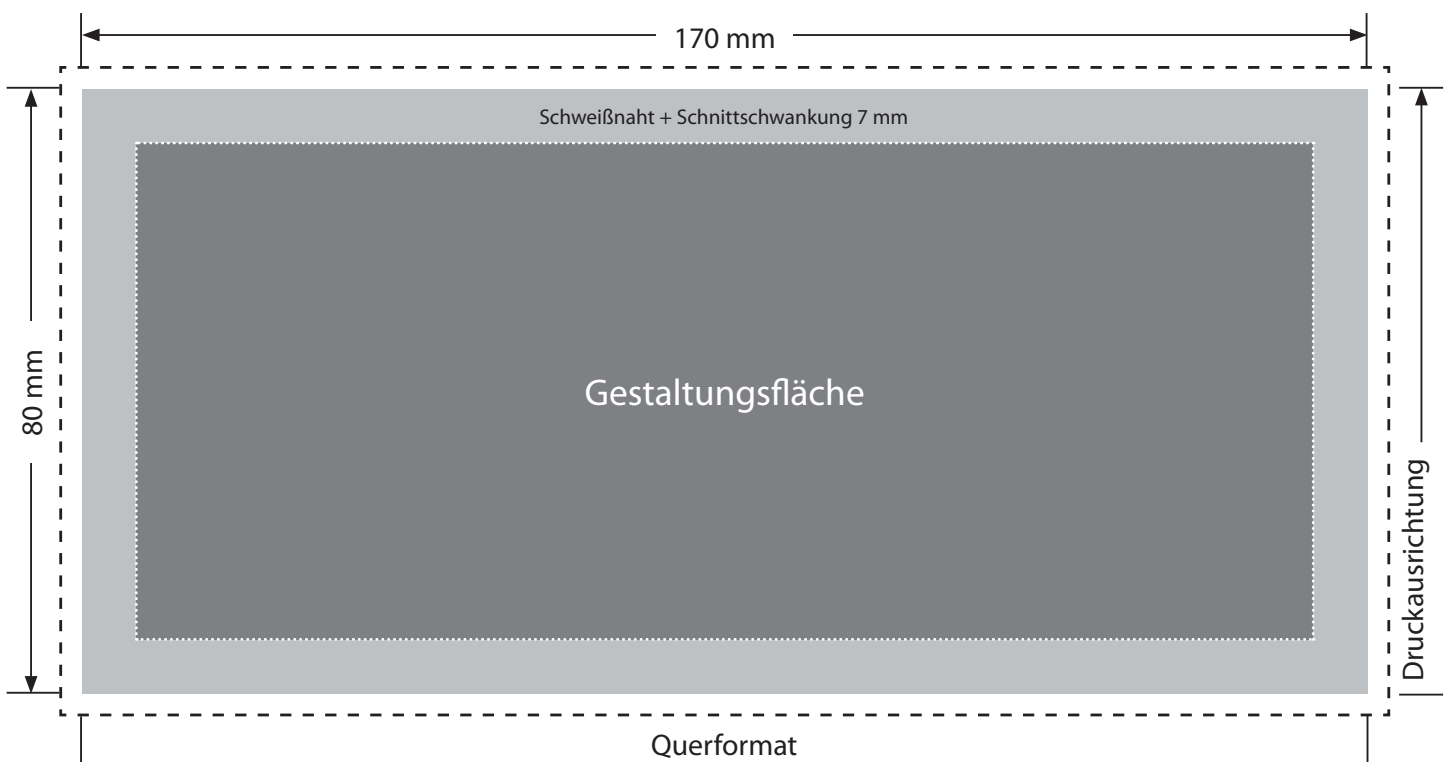 170 mm
Schweißnaht + Schnittschwankung 7 mm
80 mm
Gestaltungsfläche
Druckausrichtung
Querformat